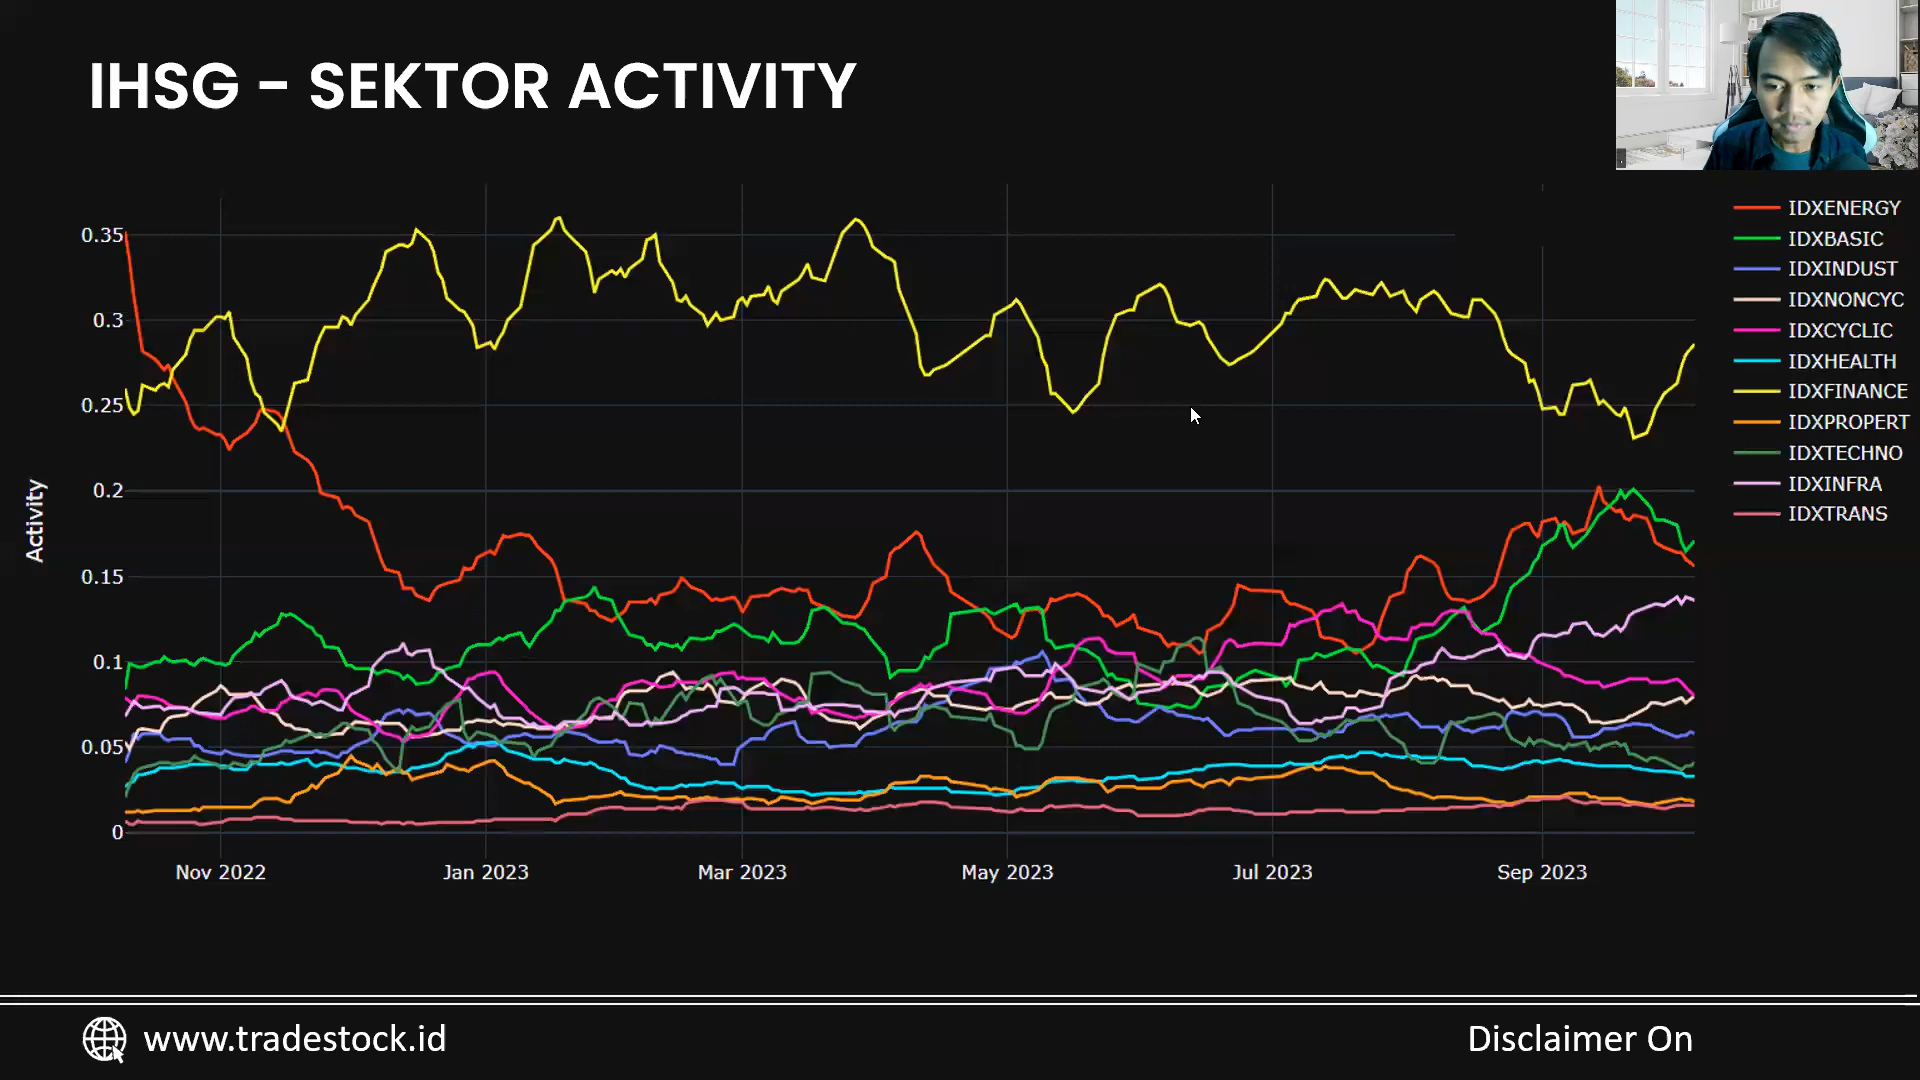 IHSG - SEKTOR ACTIVITY
IDXENERGY
IDXBASIC
IDXINDUST
IDXNONCYC
IDXCYCLIC
IDXHEALTH
IDXFINANCE
IDXPROPERT
IDXTECHNO
IDXINFRA
IDXTRANS
Activity
0.35
0.3
0.25
0.2
0.15
0.1
0.05
0
Nov 2022
Jan 2023
Mar 2023
May 2023
Jul 2023
Sep 2023
www.tradestock.id
Disclaimer On